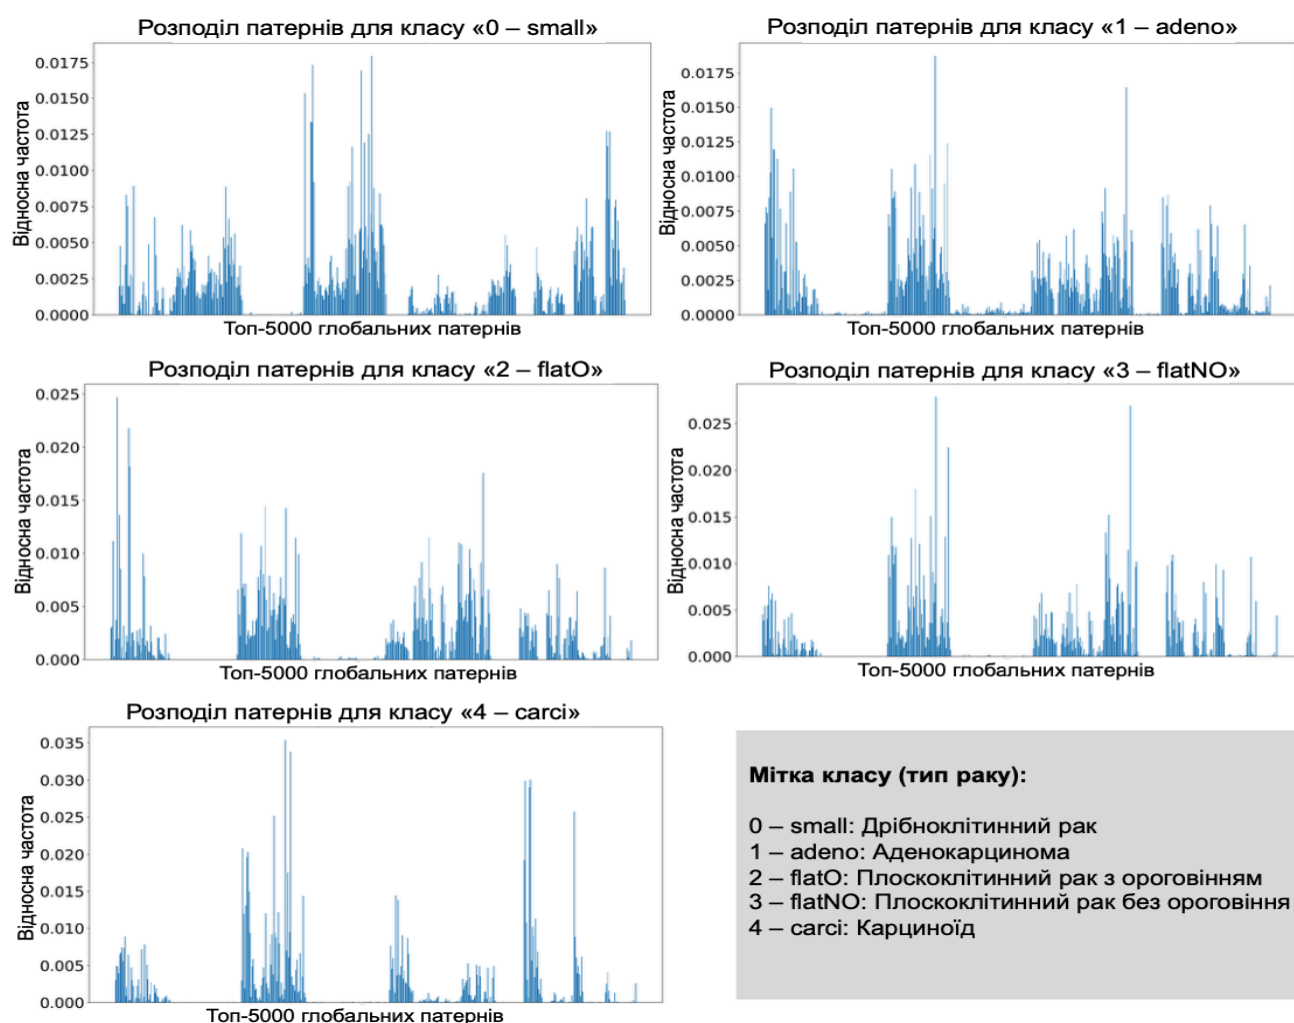 Розподіл патернів для класу «0 – small»
0.0175
0.0150
0.0125
0.0100
0.0075
0.0050
0.0025
0.0000
Відносна частота
Топ-5000 глобальних патернів
Розподіл патернів для класу «1 – adeno»
0.0175
0.0150
0.0125
0.0100
0.0075
0.0050
0.0025
0.0000
Відносна частота
Топ-5000 глобальних патернів
Розподіл патернів для класу «2 – flatO»
0.025
0.020
0.015
0.010
0.005
0.000
Відносна частота
Топ-5000 глобальних патернів
Розподіл патернів для класу «3 – flatNO»
0.025
0.020
0.015
0.010
0.005
0.000
Відносна частота
Топ-5000 глобальних патернів
Розподіл патернів для класу «4 – carci»
0.035
0.030
0.025
0.020
0.015
0.010
0.005
0.000
Відносна частота
Топ-5000 глобальних патернів
Мітка класу (тип раку):
0 – small: Дрібноклітинний рак
1 – adeno: Аденокарцинома
2 – flatO: Плоскоклітинний рак з ороговінням
3 – flatNO: Плоскоклітинний рак без ороговіння
4 – carci: Карциноїд